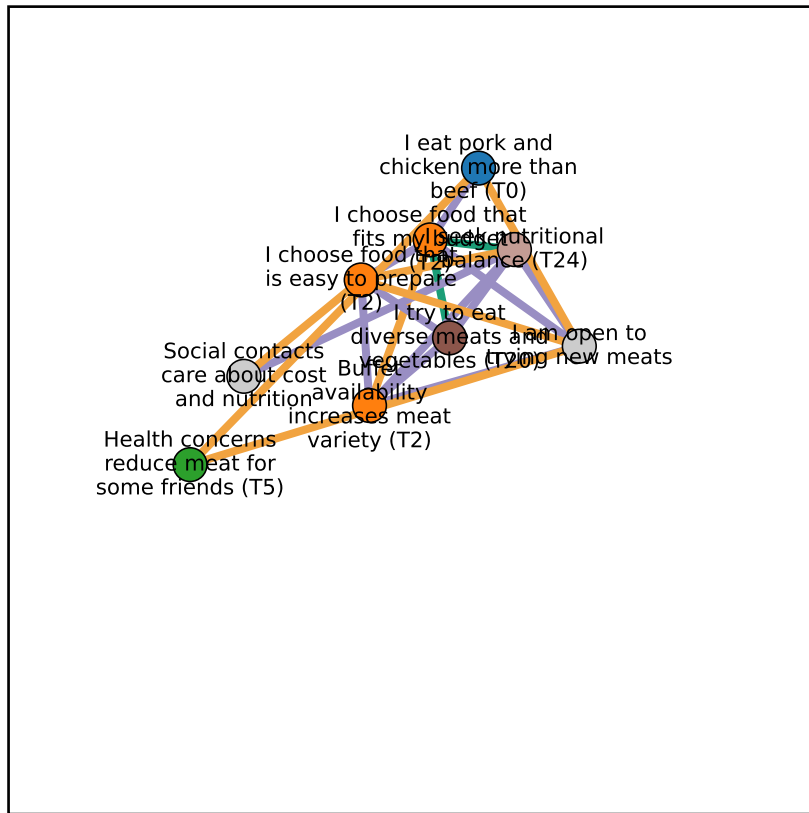 I eat pork and
chicken more than
beef (T0)
I choose food that
fits my budget
(T2)
I seek nutritional
balance (T24)
I choose food that
is easy to prepare
(T2)
I try to eat
diverse meats and
vegetables (T20)
I am open to
trying new meats
Social contacts
care about cost
and nutrition
Buffet
availability
increases meat
variety (T2)
Health concerns
reduce meat for
some friends (T5)